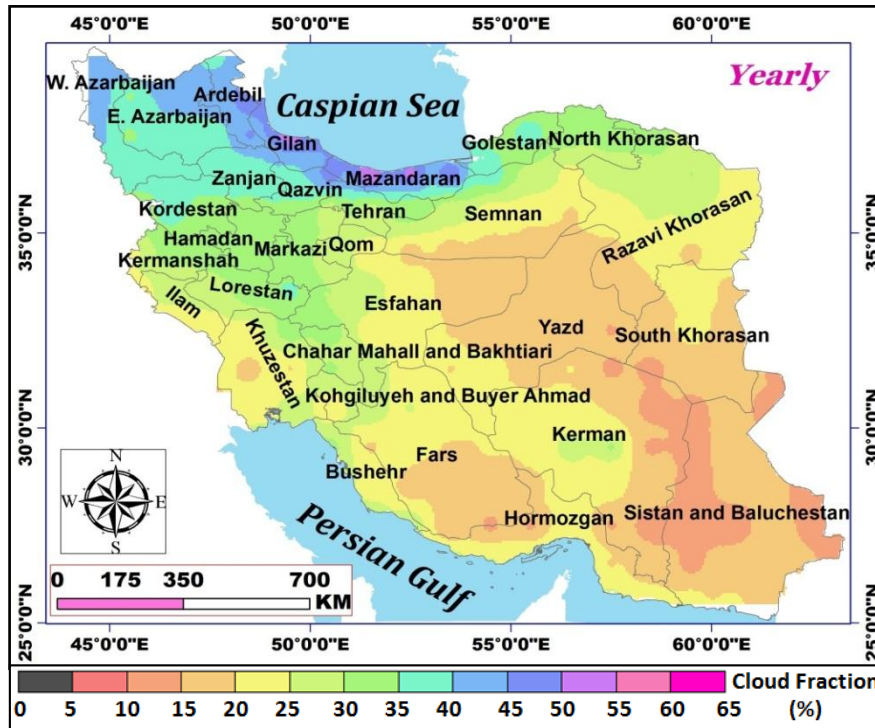 45°0'0"E 50°0'0"E 55°0'0"E 60°0'0"E
Yearly
W. Azarbaijan
Ardebil
Caspian Sea
E. Azarbaijan
Gilan
Golestan
North Khorasan
Zanjan
Mazandaran
Qazvin
Kordestan
Tehran
Semnan
Razavi Khorasan
35°0'0"N
35°0'0"N
Hamadan
Markazi
Qom
Kermanshah
Lorestan
Ilam
Esfahan
Yazd
South Khorasan
Khuzestan
Chahar Mahall and Bakhtiari
Kohgiluyeh and Buyer Ahmad
30°0'0"N
30°0'0"N
Kerman
Fars
Bushehr
N
W E
S
Hormozgan
Sistan and Baluchestan
Persian Gulf
0 175 350 700
KM
25°0'0"N
25°0'0"N
45°0'0"E 50°0'0"E 55°0'0"E 60°0'0"E
Cloud Fraction
0 5 10 15 20 25 30 35 40 45 50 55 60 65 (%)